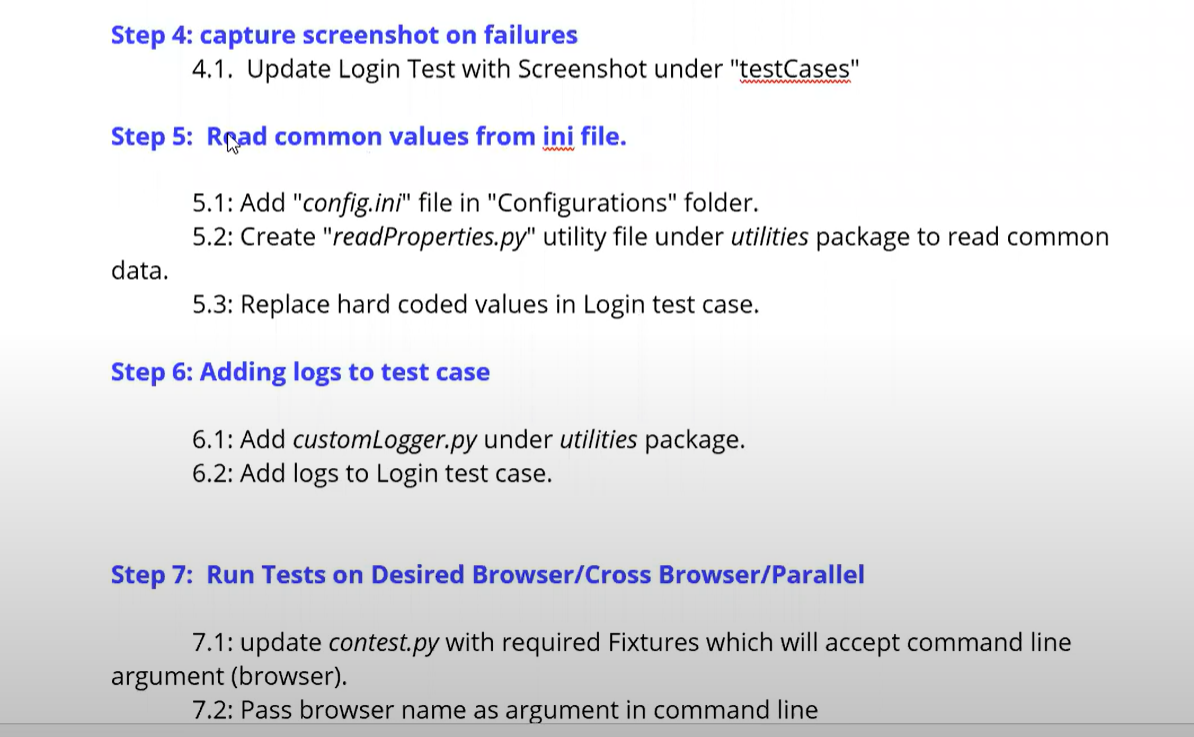 Step 4: capture screenshot on failures
4.1. Update Login Test with Screenshot under "testCases"
Step 5: Read common values from ini file.
5.1: Add "config.ini" file in "Configurations" folder.
5.2: Create "readProperties.py" utility file under utilities package to read common
data.
5.3: Replace hard coded values in Login test case.
Step 6: Adding logs to test case
6.1: Add customLogger.py under utilities package.
6.2: Add logs to Login test case.
Step 7: Run Tests on Desired Browser/Cross Browser/Parallel
7.1: update contest.py with required Fixtures which will accept command line
argument (browser).
7.2: Pass browser name as argument in command line